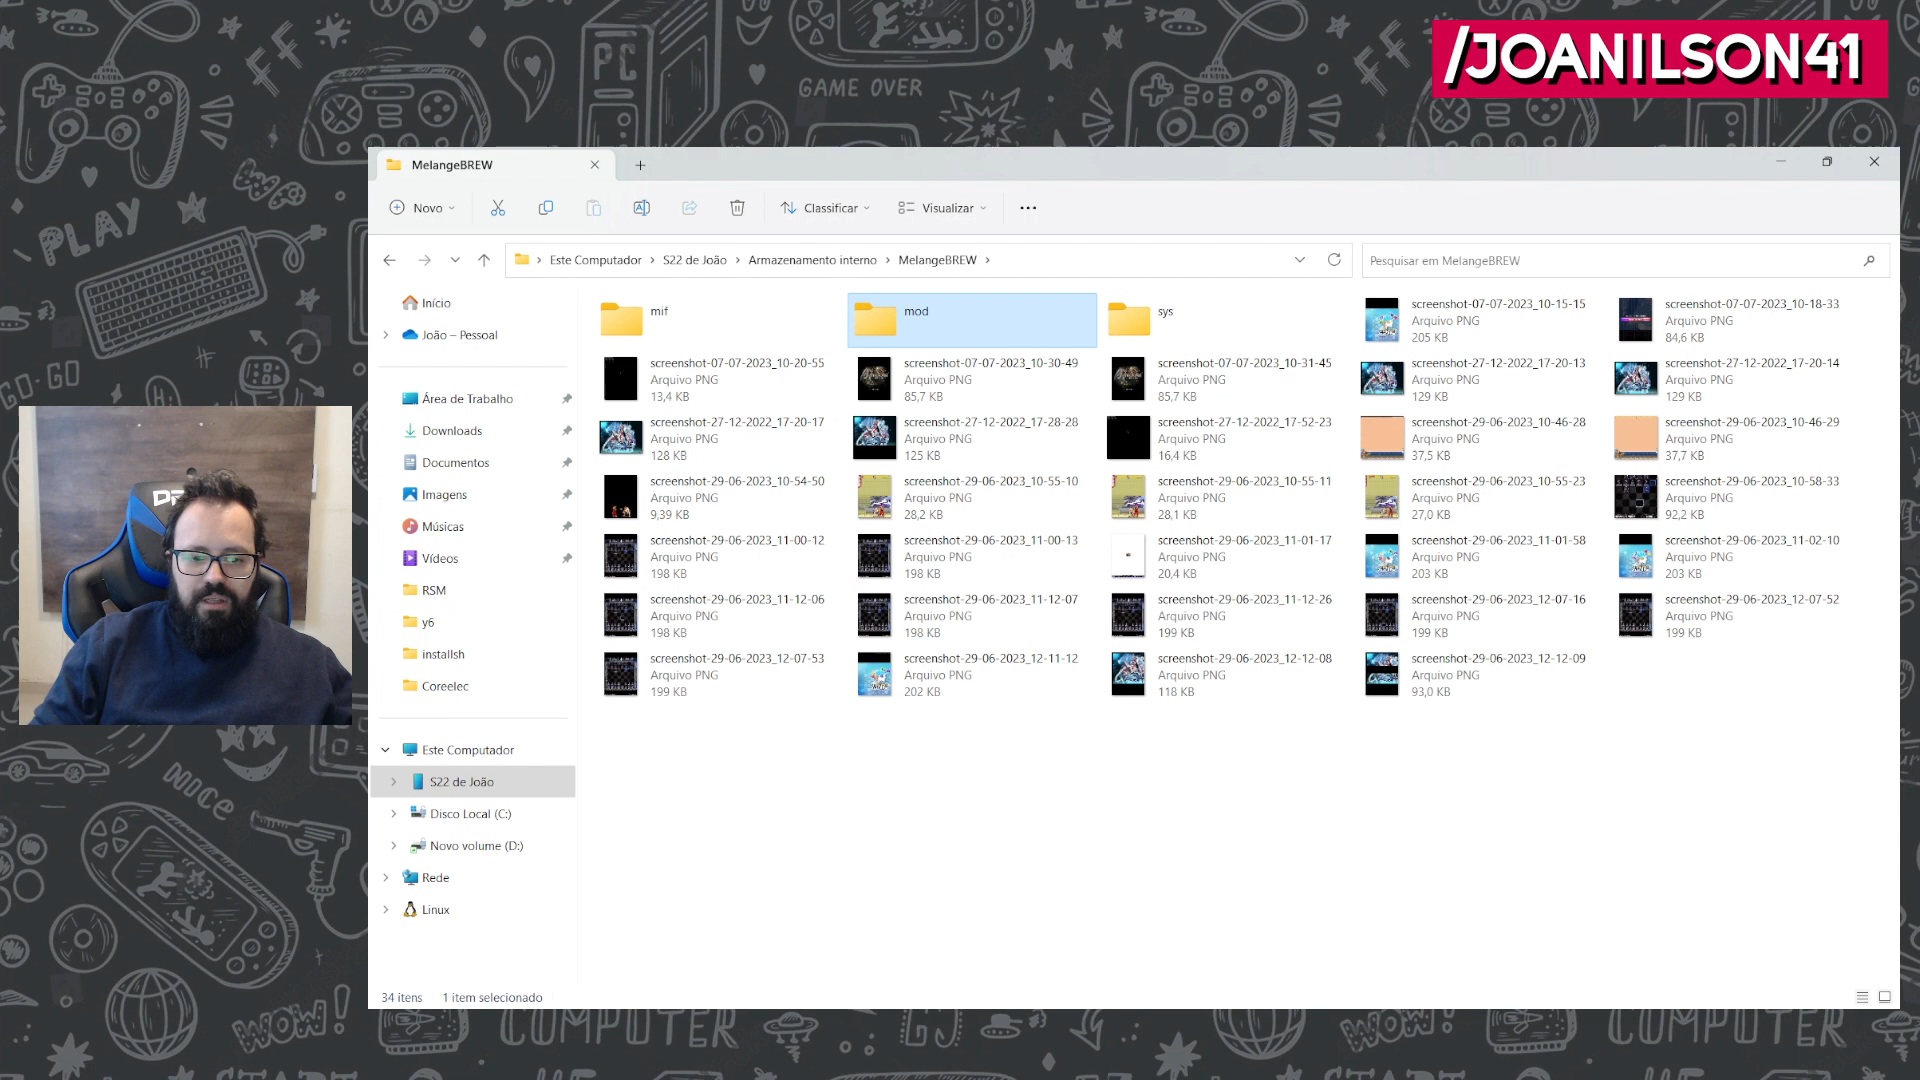 /JOANILSON41
PC
GAME OVER
FF
PLAY
GO-GO
NOICE
WOW!
COMPUTER
GJ
WOW!
COMPUTER
MelangeBREW
Novo
Classificar
Visualizar
Este Computador > S22 de João > Armazenamento interno > MelangeBREW >
Pesquisar em MelangeBREW
Início
João – Pessoal
Área de Trabalho
Downloads
Documentos
Imagens
Músicas
Vídeos
RSM
y6
installsh
Coreelec
Este Computador
S22 de João
Disco Local (C:)
Novo volume (D:)
Rede
Linux
mif
mod
sys
screenshot-07-07-2023_10-15-15
Arquivo PNG
205 KB
screenshot-07-07-2023_10-18-33
Arquivo PNG
84,6 KB
screenshot-07-07-2023_10-20-55
Arquivo PNG
13,4 KB
screenshot-07-07-2023_10-30-49
Arquivo PNG
85,7 KB
screenshot-07-07-2023_10-31-45
Arquivo PNG
85,7 KB
screenshot-27-12-2022_17-20-13
Arquivo PNG
129 KB
screenshot-27-12-2022_17-20-14
Arquivo PNG
129 KB
screenshot-27-12-2022_17-20-17
Arquivo PNG
128 KB
screenshot-27-12-2022_17-28-28
Arquivo PNG
125 KB
screenshot-27-12-2022_17-52-23
Arquivo PNG
16,4 KB
screenshot-29-06-2023_10-46-28
Arquivo PNG
37,5 KB
screenshot-29-06-2023_10-46-29
Arquivo PNG
37,7 KB
screenshot-29-06-2023_10-54-50
Arquivo PNG
9,39 KB
screenshot-29-06-2023_10-55-10
Arquivo PNG
28,2 KB
screenshot-29-06-2023_10-55-11
Arquivo PNG
28,1 KB
screenshot-29-06-2023_10-55-23
Arquivo PNG
27,0 KB
screenshot-29-06-2023_10-58-33
Arquivo PNG
92,2 KB
screenshot-29-06-2023_11-00-12
Arquivo PNG
198 KB
screenshot-29-06-2023_11-00-13
Arquivo PNG
198 KB
screenshot-29-06-2023_11-01-17
Arquivo PNG
20,4 KB
screenshot-29-06-2023_11-01-58
Arquivo PNG
203 KB
screenshot-29-06-2023_11-02-10
Arquivo PNG
203 KB
screenshot-29-06-2023_11-12-06
Arquivo PNG
198 KB
screenshot-29-06-2023_11-12-07
Arquivo PNG
198 KB
screenshot-29-06-2023_11-12-26
Arquivo PNG
199 KB
screenshot-29-06-2023_12-07-16
Arquivo PNG
199 KB
screenshot-29-06-2023_12-07-52
Arquivo PNG
199 KB
screenshot-29-06-2023_12-07-53
Arquivo PNG
199 KB
screenshot-29-06-2023_12-11-12
Arquivo PNG
202 KB
screenshot-29-06-2023_12-12-08
Arquivo PNG
118 KB
screenshot-29-06-2023_12-12-09
Arquivo PNG
93,0 KB
34 itens
1 item selecionado